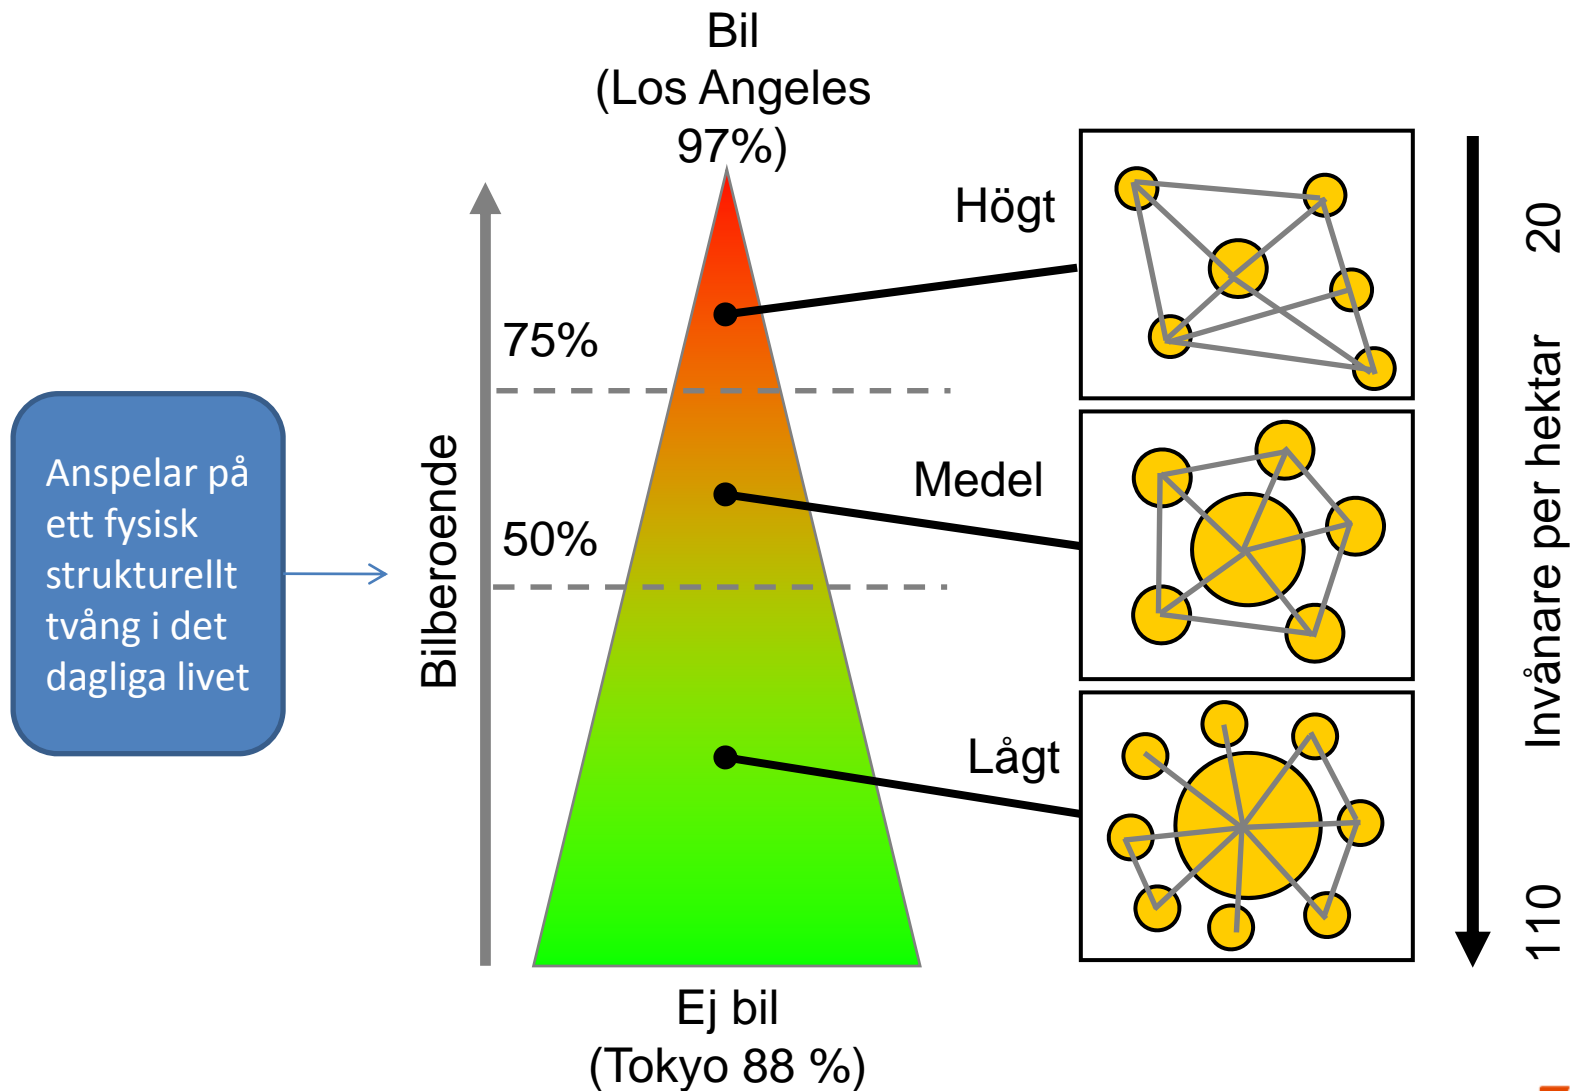 Bil
(Los Angeles
97%)
Högt
75%
Medel
50%
Lågt
Bilberoende
Anspelar på
ett fysisk
strukturellt
tvång i det
dagliga livet
Ej bil
(Tokyo 88 %)
20
Invånare per hektar
110